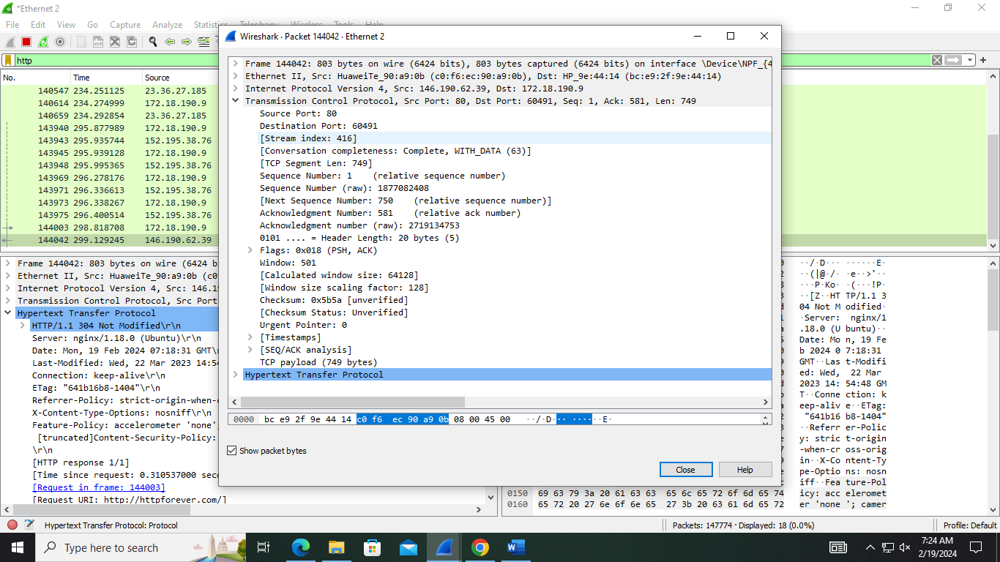 *Ethernet 2
File Edit View Go Capture Analyze Statistics Telephony Wireless Tools Help
http
No. Time Source
140547 234.251125 23.36.27.185
140614 234.274999 172.18.190.9
140659 234.292854 23.36.27.185
143940 295.877989 172.18.190.9
143943 295.935744 152.195.38.76
143945 295.939128 172.18.190.9
143948 295.995365 152.195.38.76
143969 296.278176 172.18.190.9
143971 296.336613 152.195.38.76
143973 296.338267 172.18.190.9
143975 296.400514 152.195.38.76
144003 298.818708 172.18.190.9
144042 299.129245 146.190.62.39
Frame 144042: 803 bytes on wire (6424 b
Ethernet II, Src: HuaweiTe_90:a9:0b (c0
Internet Protocol Version 4, Src: 146.1
Transmission Control Protocol, Src Port
Hypertext Transfer Protocol
HTTP/1.1 304 Not Modified\r\n
Server: nginx/1.18.0 (Ubuntu)\r\n
Date: Mon, 19 Feb 2024 07:18:31 GMT\
Last-Modified: Wed, 22 Mar 2023 14:54
Connection: keep-alive\r\n
ETag: "641b16b8-1404"\r\n
Referrer-Policy: strict-origin-when-c
X-Content-Type-Options: nosniff\r\n
Feature-Policy: accelerometer 'none'
[truncated]Content-Security-Policy:
\r\n
[HTTP response 1/1]
[Time since request: 0.310537000 seco
[Request in frame: 144003]
[Request URI: http://httpforever.com/]
Wireshark · Packet 144042 · Ethernet 2
Frame 144042: 803 bytes on wire (6424 bits), 803 bytes captured (6424 bits) on interface \Device\NPF_{4
Ethernet II, Src: HuaweiTe_90:a9:0b (c0:f6:ec:90:a9:0b), Dst: HP_9e:44:14 (bc:e9:2f:9e:44:14)
Internet Protocol Version 4, Src: 146.190.62.39, Dst: 172.18.190.9
Transmission Control Protocol, Src Port: 80, Dst Port: 60491, Seq: 1, Ack: 581, Len: 749
Source Port: 80
Destination Port: 60491
[Stream index: 416]
[Conversation completeness: Complete, WITH_DATA (63)]
[TCP Segment Len: 749]
Sequence Number: 1 (relative sequence number)
Sequence Number (raw): 1877082408
[Next Sequence Number: 750 (relative sequence number)]
Acknowledgment Number: 581 (relative ack number)
Acknowledgment number (raw): 2719134753
0101 .... = Header Length: 20 bytes (5)
Flags: 0x018 (PSH, ACK)
Window: 501
[Calculated window size: 64128]
[Window size scaling factor: 128]
Checksum: 0x5b5a [unverified]
[Checksum Status: Unverified]
Urgent Pointer: 0
[Timestamps]
[SEQ/ACK analysis]
TCP payload (749 bytes)
Hypertext Transfer Protocol
0000 bc e9 2f 9e 44 14 c0 f6 ec 90 a9 0b 08 00 45 00 ··/·D··· ······E·
Show packet bytes
Close Help
··/·D··· ······E·
·(|@·/· ·e··>'··
···P·Ko· ·(···!P·
··[Z··HT TP/1.1 3
04 Not M odified·
·Server: nginx/1
.18.0 (U buntu)··
Date: Mo n, 19 Fe
b 2024 0 7:18:31
GMT··Las t-Modifi
ed: Wed, 22 Mar
2023 14: 54:48 GM
T··Conne ction: k
eep-aliv e··ETag:
"641b16 b8-1404"
··Referr er-Polic
y: stric t-origin
-when-cr oss-orig
in··X-Co ntent-Ty
pe-Optio ns: nosn
iff··Fea ture-Pol
0150 69 63 79 3a 20 61 63 63 65 6c 65 72 6f 6d 65 74 icy: acc eleromet
0160 65 72 20 27 6e 6f 6e 65 27 3b 20 63 61 6d 65 72 er 'none '; camer
Hypertext Transfer Protocol: Protocol
Packets: 147774 · Displayed: 18 (0.0%)
Profile: Default
Type here to search
7:24 AM
2/19/2024